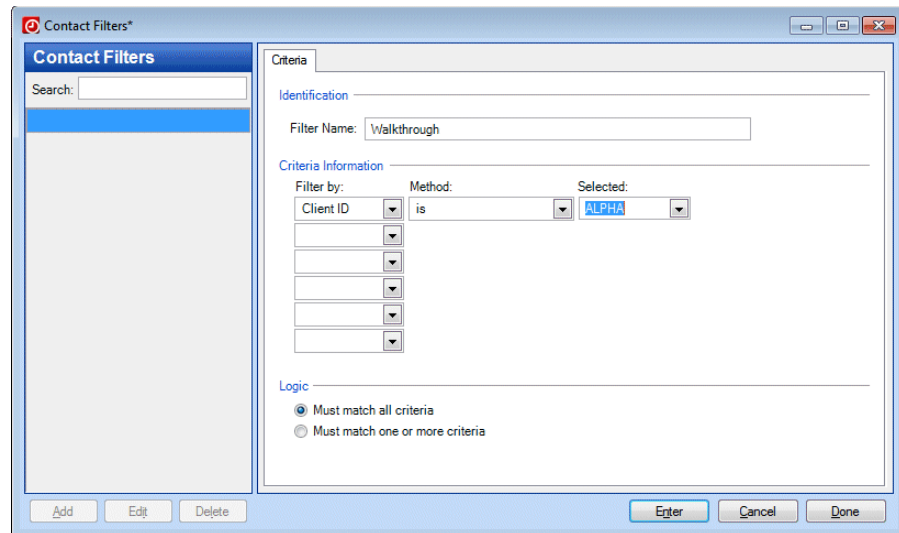 Contact Filters*
Contact Filters
Search:
Criteria
Identification
Filter Name: Walkthrough
Criteria Information
Filter by: Method: Selected:
Client ID is ALPHA
Logic
Must match all criteria
Must match one or more criteria
Add Edit Delete Enter Cancel Done